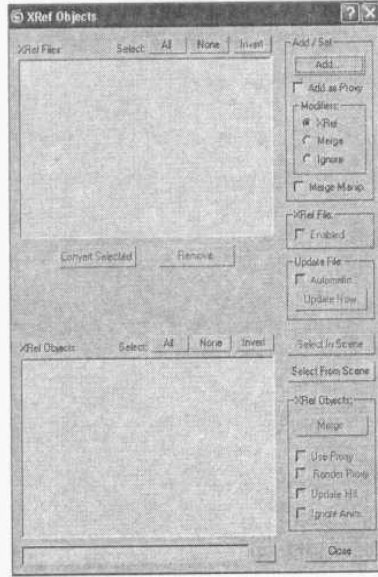 XRef Objects
XRef Files: Select: All None Invert
Convert Selected Remove
XRef Objects: Select: All None Invert
Add / Set
Add...
Add as Proxy
Modifiers:
XRef
Merge
Ignore
Merge Manip.
XRef File:
Enabled
Update File:
Automatic
Update Now
Select In Scene
Select From Scene
XRef Objects:
Merge
Use Proxy
Render Proxy
Update Mtl
Ignore Anim.
...
Close